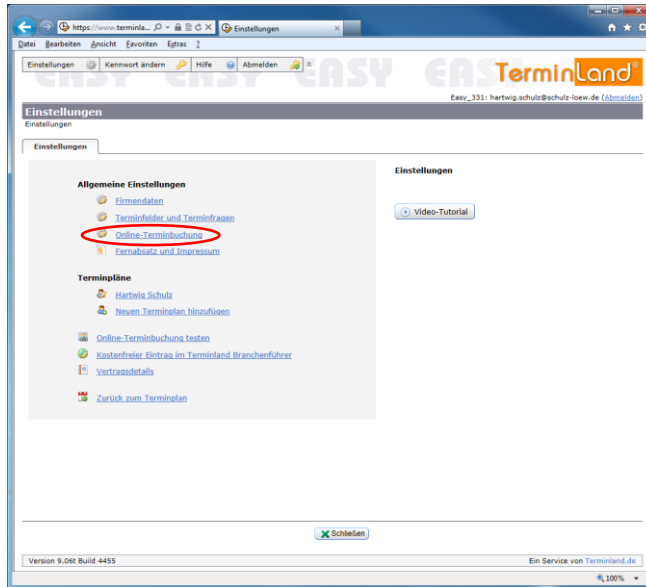 https://www.terminla...
Einstellungen
Datei Bearbeiten Ansicht Favoriten Extras ?
Einstellungen Kennwort ändern Hilfe Abmelden
EASY EASY EASY EASY
TerminLand®
Easy_331: hartwig.schulz@schulz-loew.de (Abmelden)
Einstellungen
Einstellungen
Einstellungen
Einstellungen
Allgemeine Einstellungen
Firmendaten
Video-Tutorial
Terminfelder und Terminfragen
Online-Terminbuchung
Fernabsatz und Impressum
Terminpläne
Hartwig Schulz
Neuen Terminplan hinzufügen
Online-Terminbuchung testen
Kostenfreier Eintrag im Terminland Branchenführer
Vertragsdetails
Zurück zum Terminplan
Schließen
Version 9.06t Build 4455 Ein Service von Terminland.de
100%